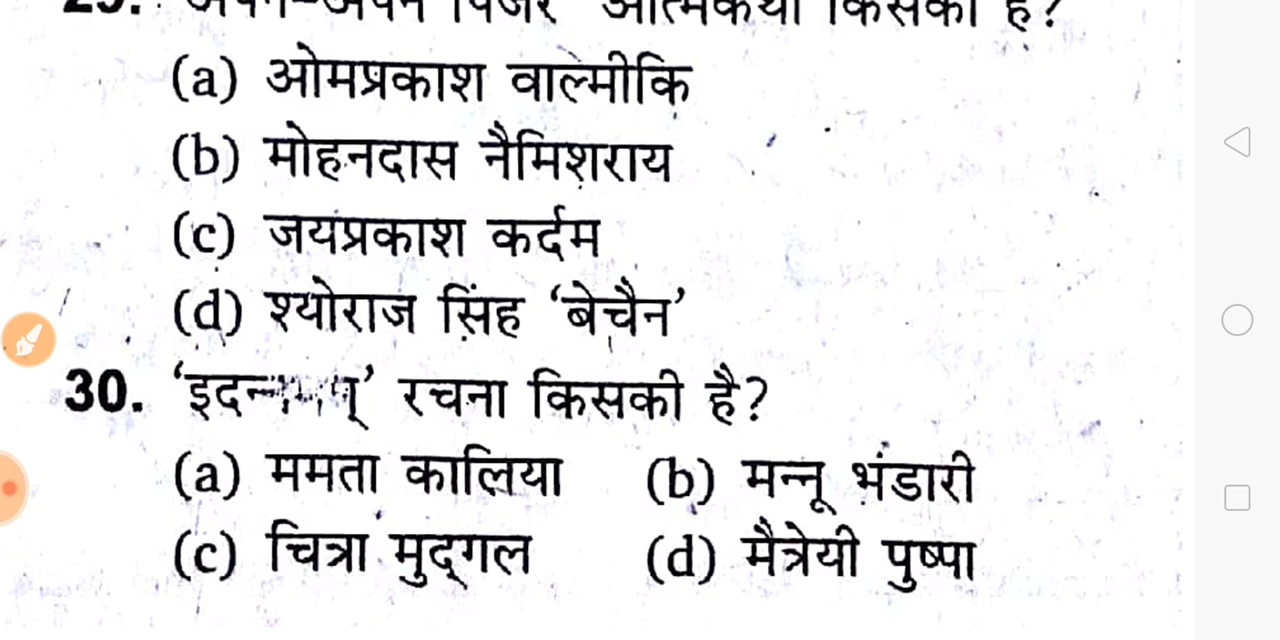 (a) ओमप्रकाश वाल्मीकि
(b) मोहनदास नैमिशराय
(c) जयप्रकाश कर्दम
(d) श्योराज सिंह ‘बेचैन’
30. रचना किसकी है?
(a) ममता कालिया (b) मन्नू भंडारी
(c) चित्रा मुद्गल (d) मैत्रेयी पुष्पा